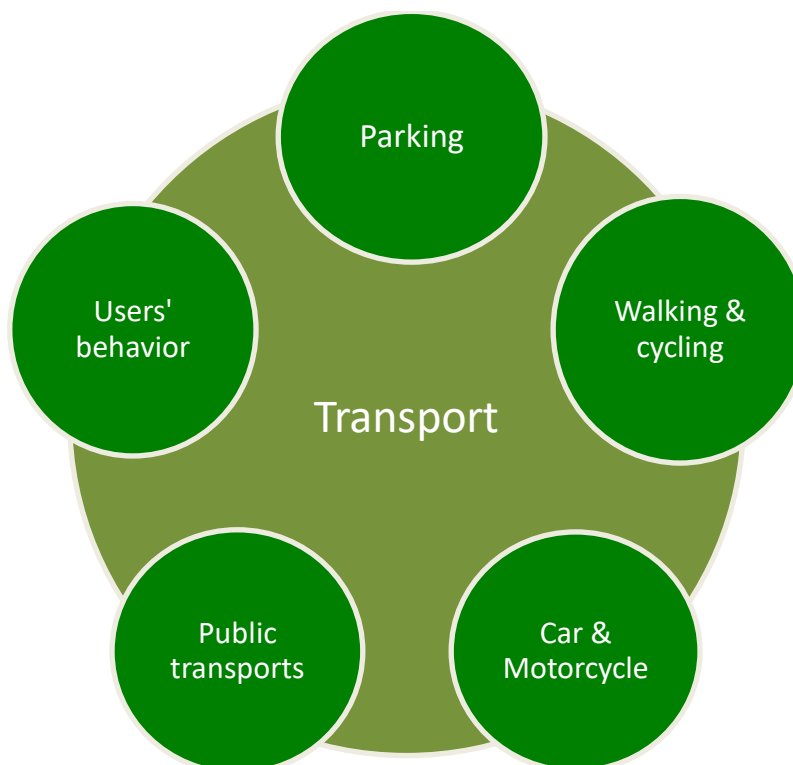 Parking
Users'
behavior
Walking &
cycling
Transport
Public
transports
Car &
Motorcycle